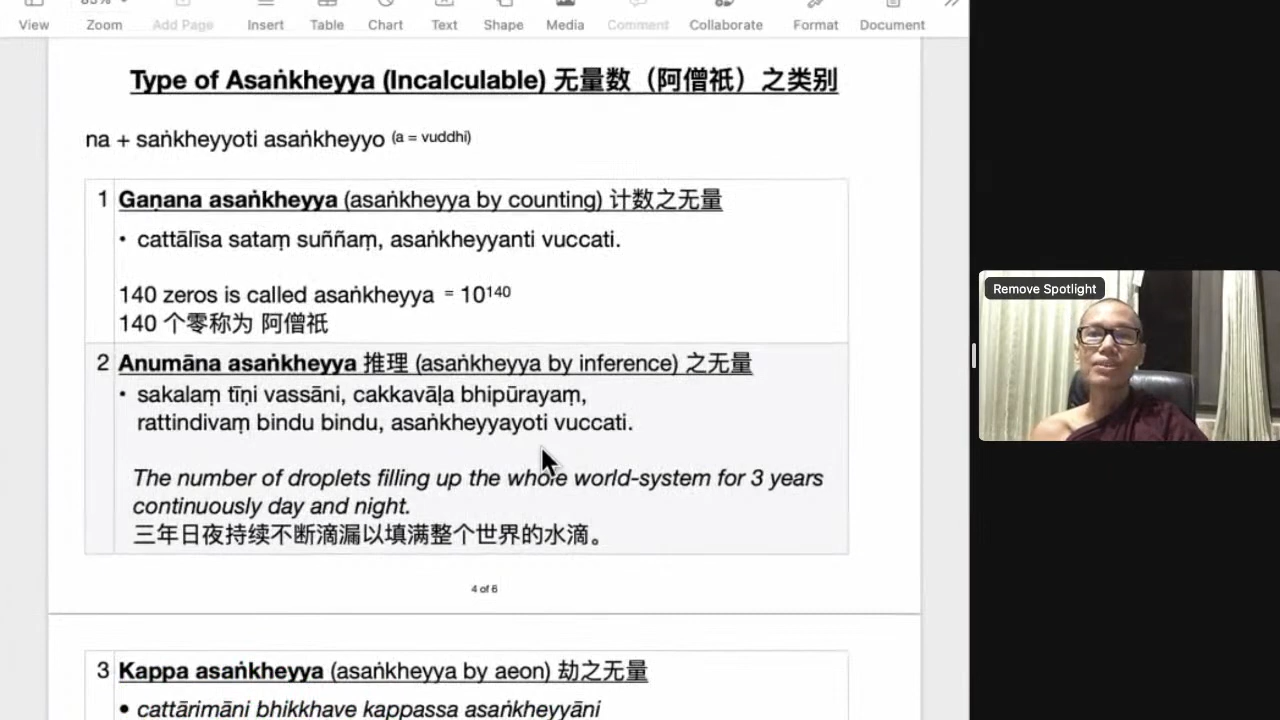 85%
View
Zoom
Add Page
Insert
Table
Chart
Text
Shape
Media
Comment
Collaborate
Format
Document
Type of Asaṅkheyya (Incalculable) 无量数（阿僧祇）之类别
na + saṅkheyyoti asaṅkheyyo (a = vuddhi)
1 Gaṇana asaṅkheyya (asaṅkheyya by counting) 计数之无量
• cattālīsa sataṃ suññaṃ, asaṅkheyyanti vuccati.
140 zeros is called asaṅkheyya = 10¹⁴⁰
140 个零称为 阿僧祇
2 Anumāna asaṅkheyya 推理 (asaṅkheyya by inference) 之无量
• sakalaṃ tīṇi vassāni, cakkavāḷa bhipūrayaṃ,
rattindivaṃ bindu bindu, asaṅkheyyayoti vuccati.
The number of droplets filling up the whole world-system for 3 years
continuously day and night.
三年日夜持续不断滴漏以填满整个世界的水滴。
4 of 6
3 Kappa asaṅkheyya (asaṅkheyya by aeon) 劫之无量
• cattārimāni bhikkhave kappassa asaṅkheyyāni
Remove Spotlight